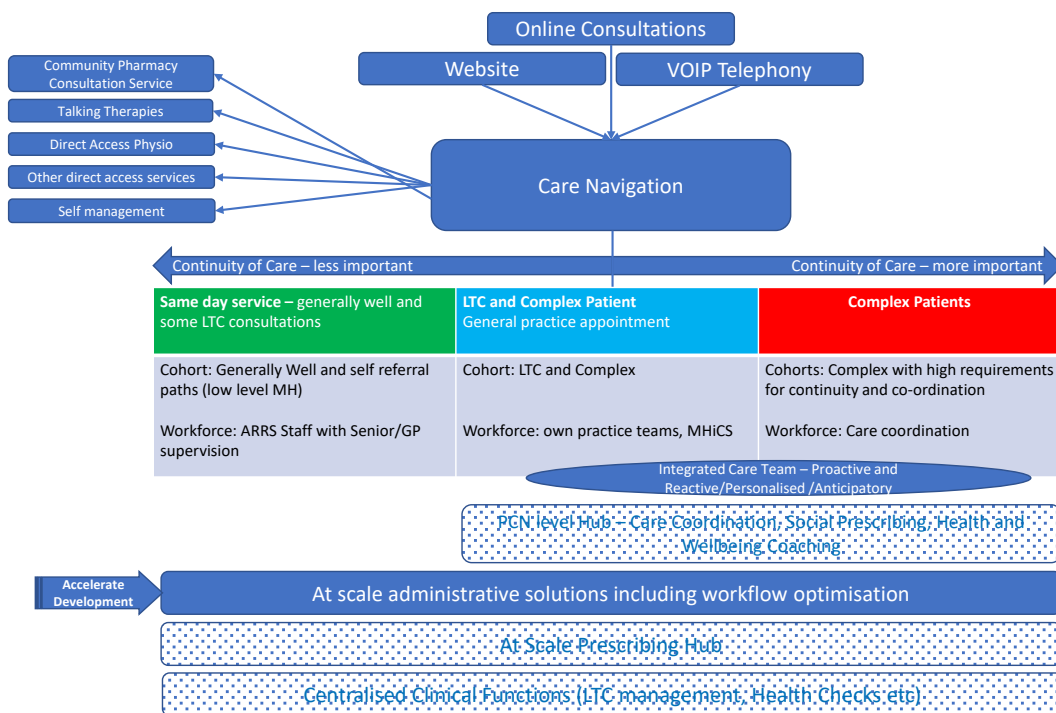 Online Consultations
Website
VOIP Telephony
Community Pharmacy
Consultation Service
Talking Therapies
Direct Access Physio
Other direct access services
Self management
Care Navigation
Continuity of Care – less important
Continuity of Care – more important
Same day service – generally well and
some LTC consultations
LTC and Complex Patient
General practice appointment
Complex Patients
Cohort: Generally Well and self referral
paths (low level MH)
Workforce: ARRS Staff with Senior/GP
supervision
Cohort: LTC and Complex
Workforce: own practice teams, MHiCS
Cohorts: Complex with high requirements
for continuity and co-ordination
Workforce: Care coordination
Integrated Care Team – Proactive and
Reactive/Personalised /Anticipatory
PCN level Hub – Care Coordination, Social Prescribing, Health and
Wellbeing Coaching
Accelerate
Development
At scale administrative solutions including workflow optimisation
At Scale Prescribing Hub
Centralised Clinical Functions (LTC management, Health Checks etc)